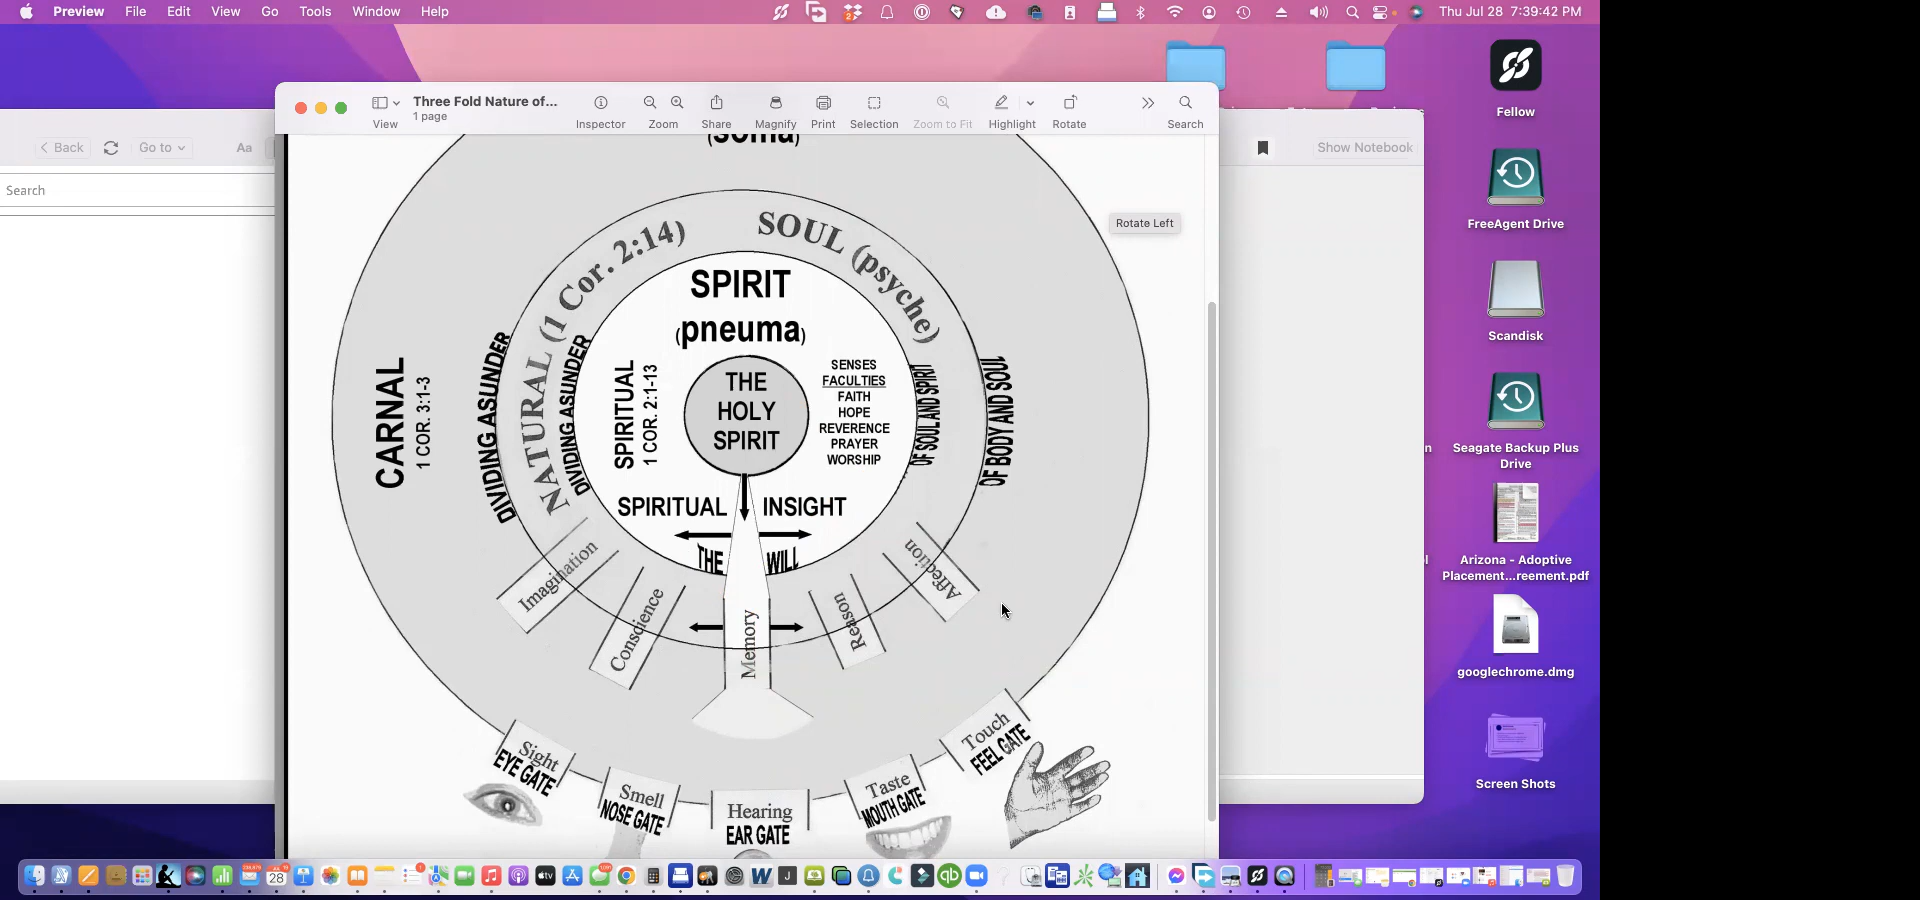 Preview File Edit View Go Tools Window Help
Thu Jul 28 7:39:42 PM
Three Fold Nature of...
1 page
View
Inspector
Zoom
Share
Magnify
Print
Selection
Zoom to Fit
Highlight
Rotate
Search
Back
Go to
Aa
Show Notebook
Search
Rotate Left
(soma)
NATURAL (1 Cor. 2:14)
SOUL (psyche)
SPIRIT
(pneuma)
CARNAL
1 COR. 3:1-3
DIVIDING ASUNDER
DIVIDING ASUNDER
SPIRITUAL
1 COR. 2:1-13
THE
HOLY
SPIRIT
SENSES
FACULTIES
FAITH
HOPE
REVERENCE
PRAYER
WORSHIP
OF SOUL AND SPIRIT
OF BODY AND SOUL
SPIRITUAL INSIGHT
THE WILL
Imagination
Conscience
Memory
Reason
Affection
Sight
EYE GATE
Smell
NOSE GATE
Hearing
EAR GATE
Taste
MOUTH GATE
Touch
FEEL GATE
Fellow
FreeAgent Drive
Scandisk
Seagate Backup Plus
Drive
Arizona - Adoptive
Placement...reement.pdf
googlechrome.dmg
Screen Shots
28